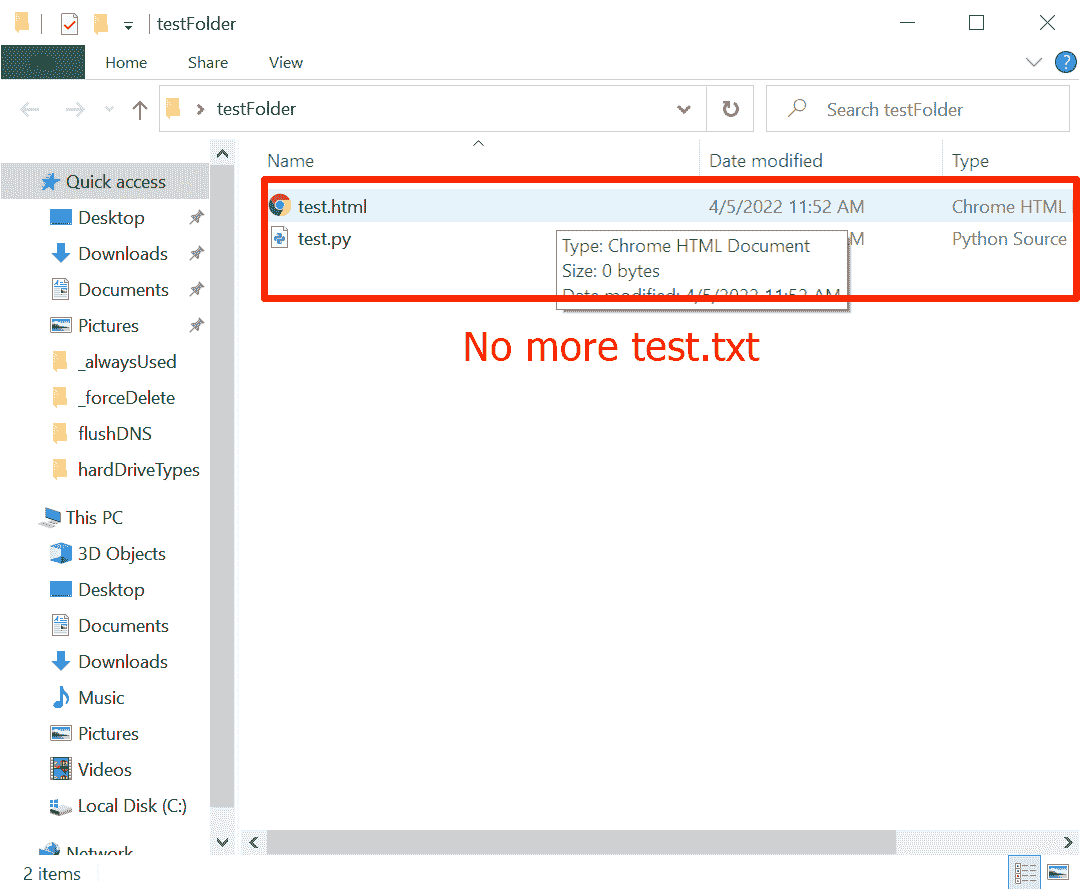 testFolder
Home Share View
?
testFolder
Search testFolder
Name Date modified Type
Quick access
test.html 4/5/2022 11:52 AM Chrome HTML
Desktop
test.py M Python Source
Downloads
Type: Chrome HTML Document
Size: 0 bytes
Date modified: 4/5/2022 11:52 AM
Documents
Pictures
No more test.txt
_alwaysUsed
_forceDelete
flushDNS
hardDriveTypes
This PC
3D Objects
Desktop
Documents
Downloads
Music
Pictures
Videos
Local Disk (C:)
Network
2 items